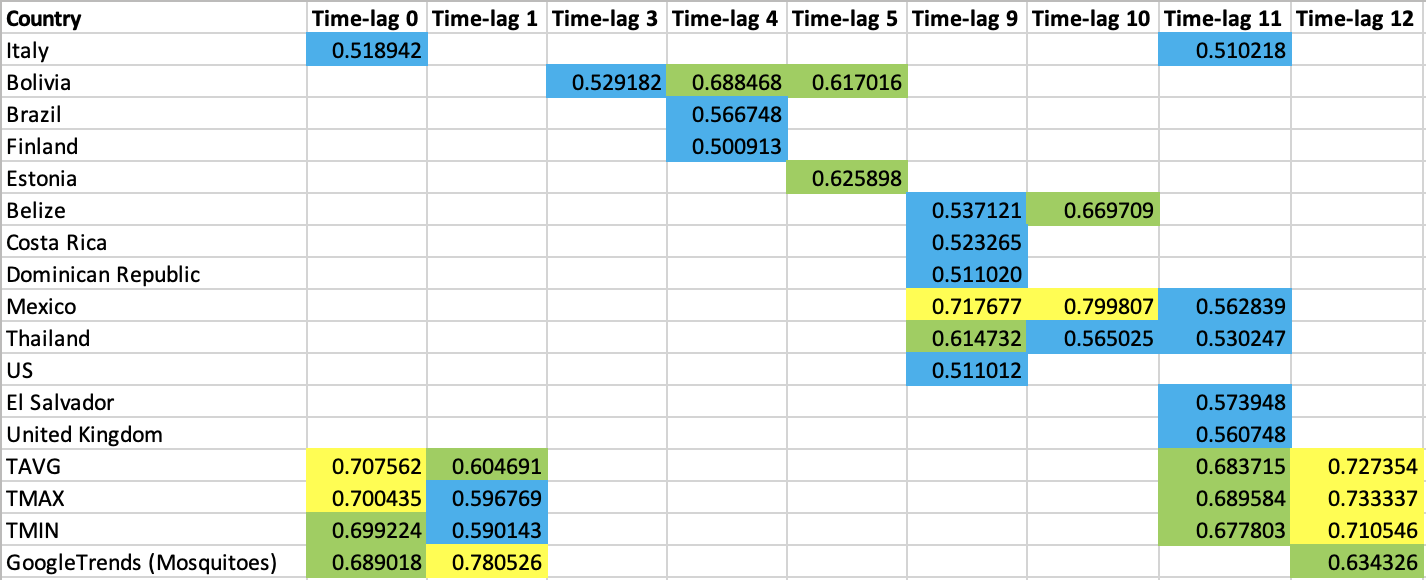 Country Time-lag 0 Time-lag 1 Time-lag 3 Time-lag 4 Time-lag 5 Time-lag 9 Time-lag 10 Time-lag 11 Time-lag 12
Italy 0.518942 0.510218
Bolivia 0.529182 0.688468 0.617016
Brazil 0.566748
Finland 0.500913
Estonia 0.625898
Belize 0.537121 0.669709
Costa Rica 0.523265
Dominican Republic 0.511020
Mexico 0.717677 0.799807 0.562839
Thailand 0.614732 0.565025 0.530247
US 0.511012
El Salvador 0.573948
United Kingdom 0.560748
TAVG 0.707562 0.604691 0.683715 0.727354
TMAX 0.700435 0.596769 0.689584 0.733337
TMIN 0.699224 0.590143 0.677803 0.710546
GoogleTrends (Mosquitoes) 0.689018 0.780526 0.634326